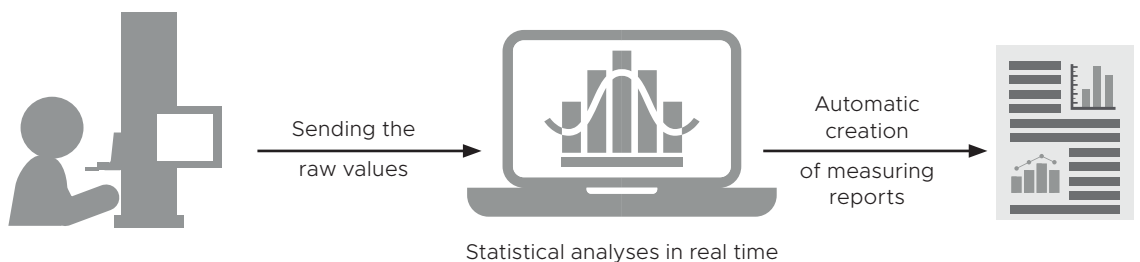 Sending the
raw values
Automatic
creation
of measuring
reports
Statistical analyses in real time